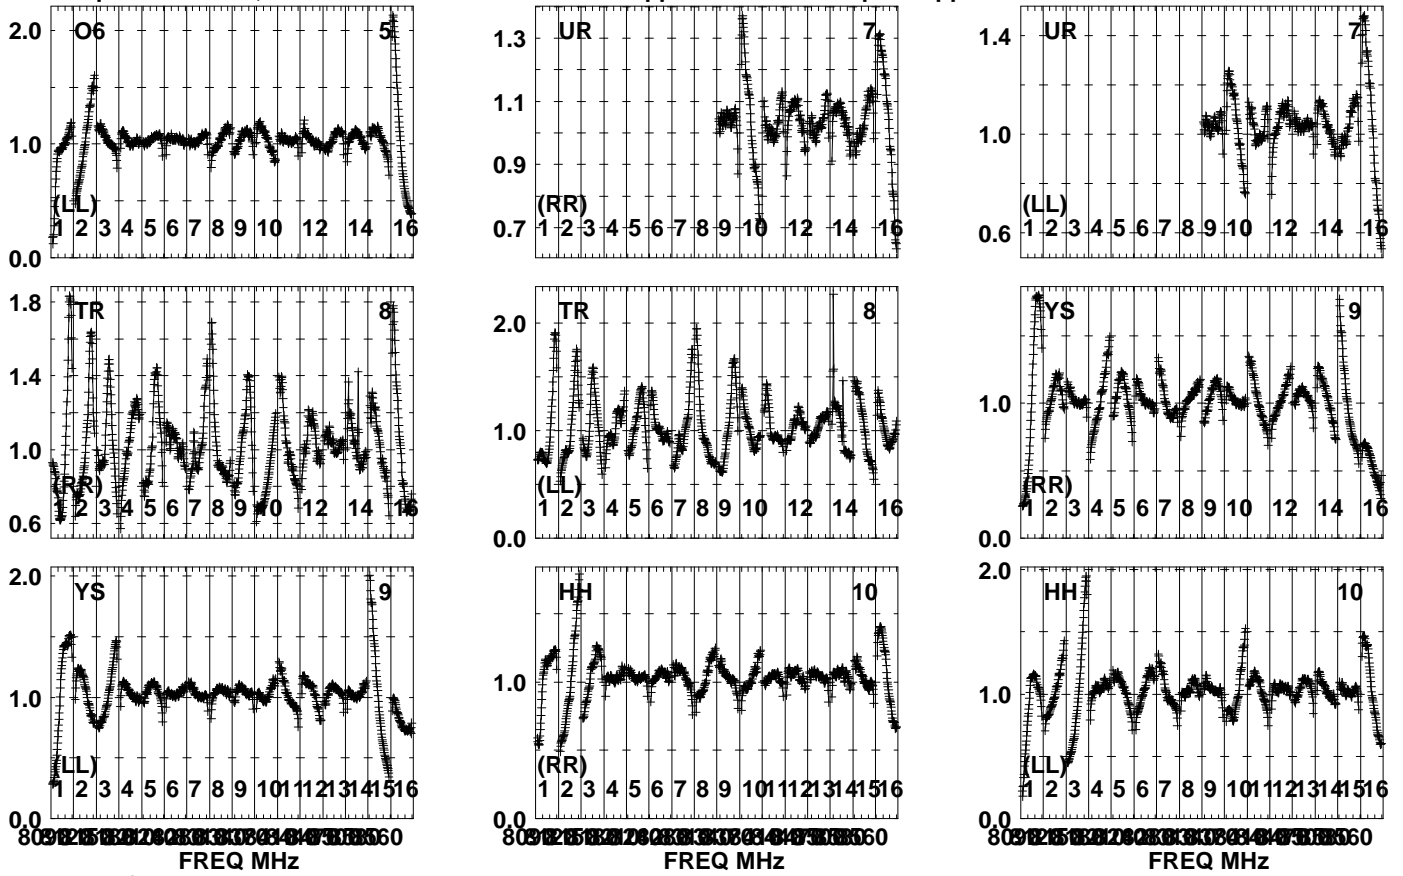 2.0 O6 5
1.0
0.0
(LL)
1 2 3 4 5 6 7 8 9 10 12 14 16
1.3 UR 7
1.1
0.9
0.7
(RR)
1 2 3 4 5 6 7 8 9 10 12 14 16
1.4 UR 7
1.0
0.6
(LL)
1 2 3 4 5 6 7 8 9 10 12 14 16
1.8 TR 8
1.4
1.0
0.6
(RR)
1 2 3 4 5 6 7 8 9 10 12 14 16
2.0 TR 8
1.0
0.0
(LL)
1 2 3 4 5 6 7 8 9 10 12 14 16
YS 9
1.0
0.0
(RR)
1 2 3 4 5 6 7 8 9 10 12 14 16
2.0 YS 9
1.0
0.0
(LL)
1 2 3 4 5 6 7 8 9 10 11 12 13 14 15 16
FREQ MHz
HH 10
1.0
0.0
(RR)
1 2 3 4 5 6 7 8 9 10 11 12 13 14 15 16
FREQ MHz
2.0 HH 10
1.0
0.0
(LL)
1 2 3 4 5 6 7 8 9 10 11 12 13 14 15 16
FREQ MHz